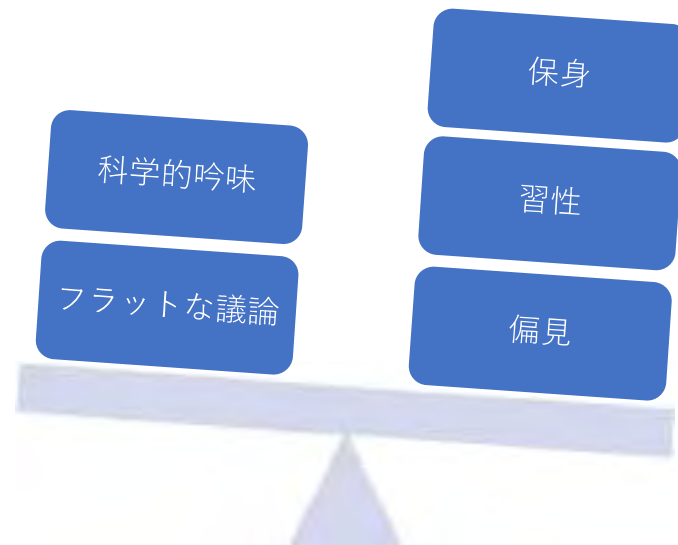 科学的吟味
フラットな議論
保身
習性
偏見